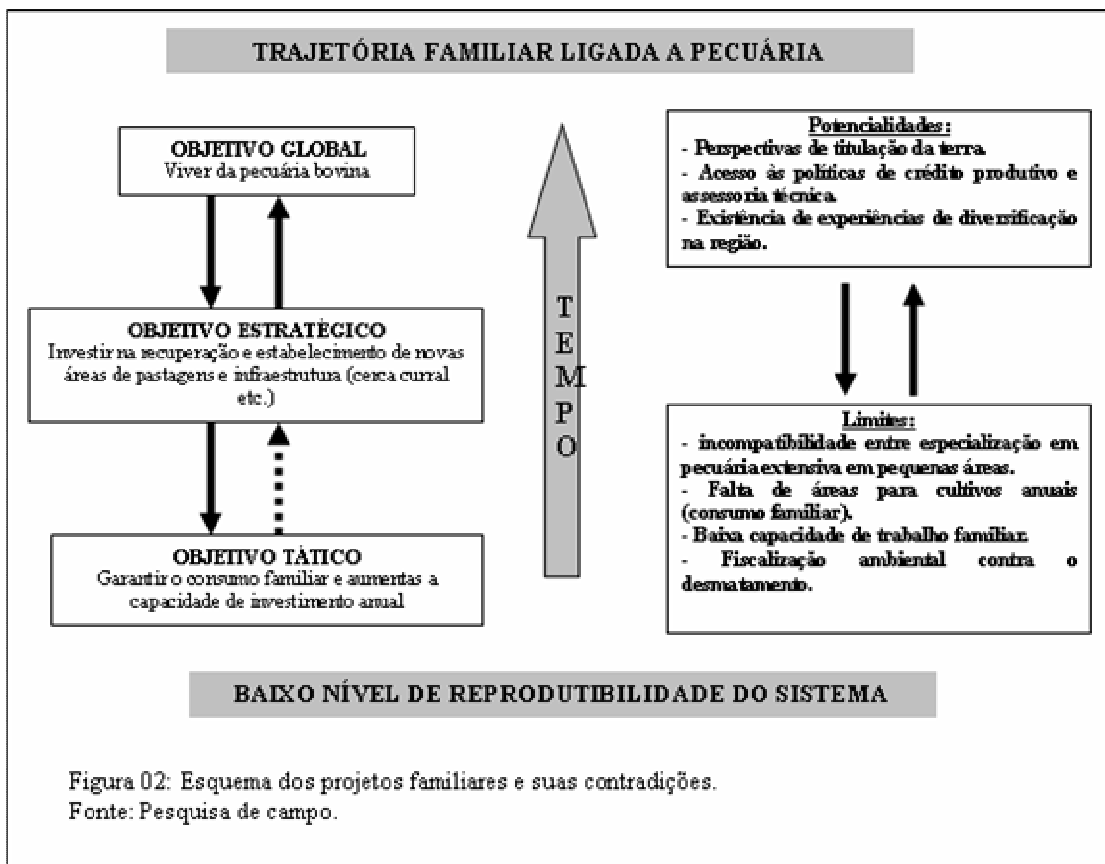 TRAJETÓRIA FAMILIAR LIGADA A PECUÁRIA
OBJETIVO GLOBAL
Viver da pecuária bovina
OBJETIVO ESTRATÉGICO
Investir na recuperação e estabelecimento de novas
áreas de pastagens e infraestrutura (cerca curral
etc.)
OBJETIVO TÁTICO
Garantir o consumo familiar e aumentas a
capacidade de investimento anual
TEMPO
Potencialidades:
- Perspectivas de titulação da terra.
- Acesso às políticas de crédito produtivo e
assessoria técnica.
- Existência de experiências de diversificação
na região.
Limites:
- incompatibilidade entre especialização em
pecuária extensiva em pequenas áreas.
- Falta de áreas para cultivos anuais
(consumo familiar).
- Baixa capacidade de trabalho familiar.
- Fiscalização ambiental contra o
desmatamento.
BAIXO NÍVEL DE REPRODUTIBILIDADE DO SISTEMA
Figura 02: Esquema dos projetos familiares e suas contradições.
Fonte: Pesquisa de campo.